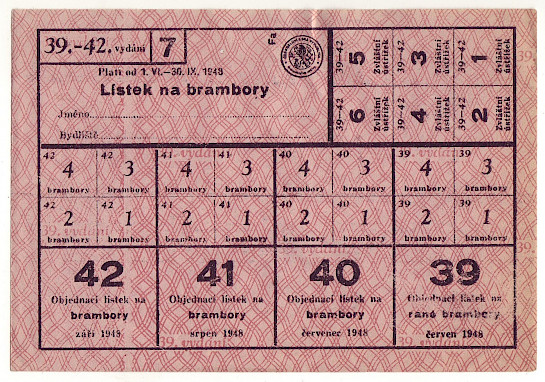 39.-42. vydání 7
Platí od 1. VI.-30. IX. 1948
Lístek na brambory
Jméno
Bydliště
Fa
39-42 5 Zvláštní ústřižek
39-42 3 Zvláštní ústřižek
39-42 1 Zvláštní ústřižek
39-42 6 Zvláštní ústřižek
39-42 4 Zvláštní ústřižek
39-42 2 Zvláštní ústřižek
42 42 41 41 40 40 39 39
4 3 4 3 4 3 4 3
brambory brambory brambory brambory brambory brambory brambory brambory
42 42 41 41 40 40 39 39
2 1 2 1 2 1 2 1
brambory brambory brambory brambory brambory brambory brambory brambory
39. vydání
42 41 40 39
Objednací lístek na Objednací lístek na Objednací lístek na Objednací lístek na
brambory brambory brambory rané brambory
září 1948 srpen 1948 červenec 1948 červen 1948